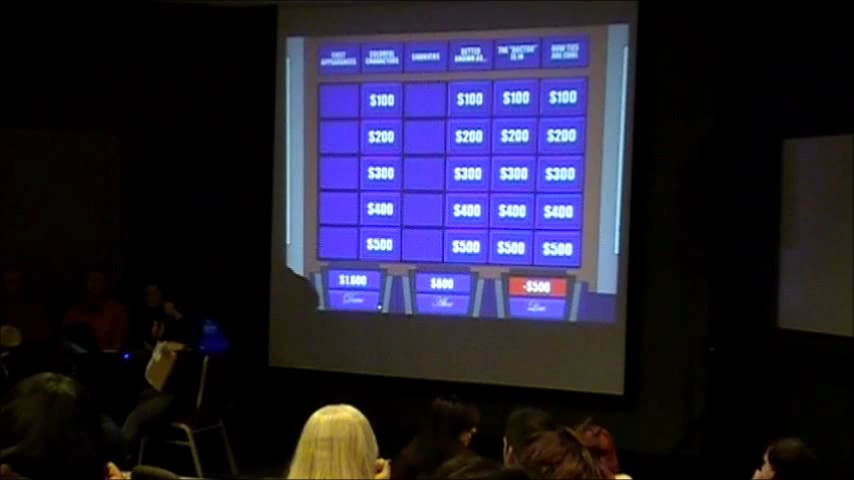 FIRST APPEARANCES
COLORFUL CHARACTERS
BETTER KNOWN AS...
THE "DOCTOR" IS IN
BOW TIES ARE COOL
$100 $100 $100 $100
$200 $200 $200 $200
$300 $300 $300 $300
$400 $400 $400 $400
$500 $500 $500 $500
$1,600 $600 -$500